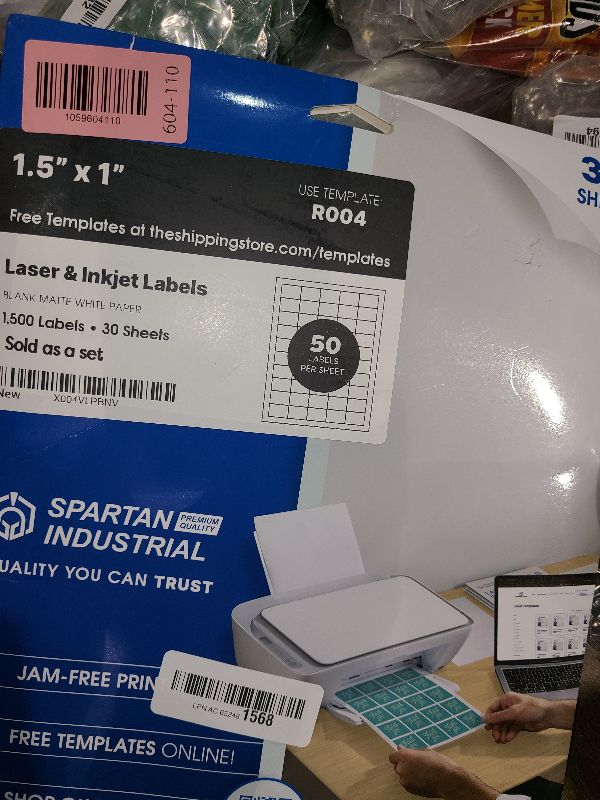 1059604110
604-110
1.5” x 1”
USE TEMPLATE:
R004
Free Templates at theshippingstore.com/templates
Laser & Inkjet Labels
BLANK MATTE WHITE PAPER
1,500 Labels • 30 Sheets
Sold as a set
50
LABELS
PER SHEET
New
X004VLPBNV
3
SH
SPARTAN
INDUSTRIAL
PREMIUM
QUALITY
UALITY YOU CAN TRUST
JAM-FREE PRIN
1568
FREE TEMPLATES ONLINE!